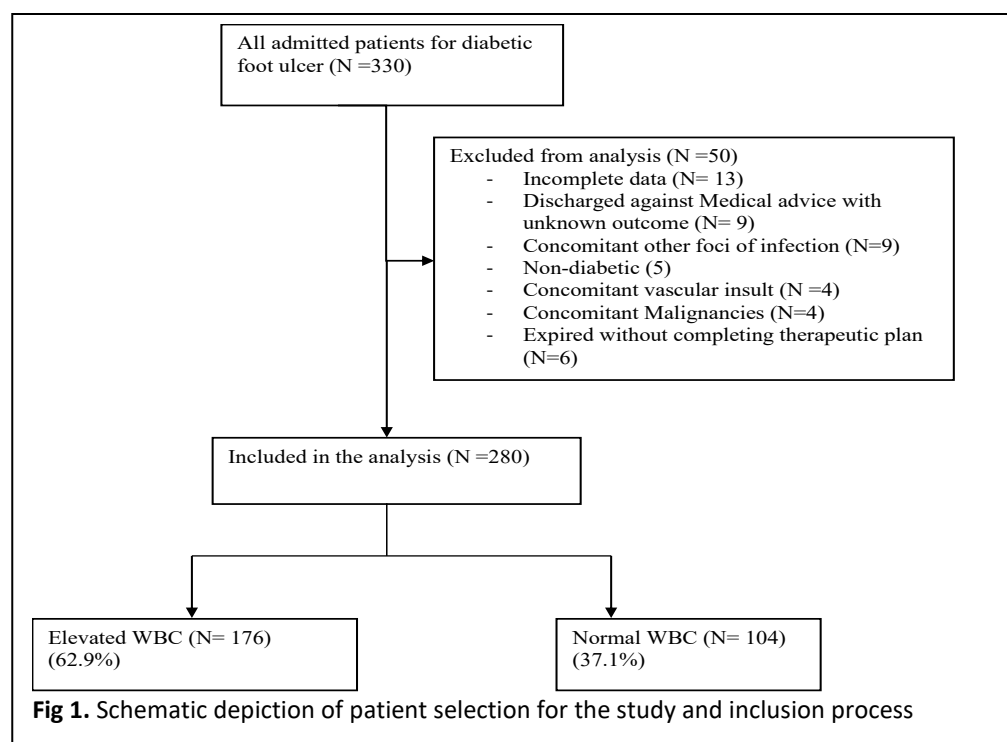 All admitted patients for diabetic
foot ulcer (N =330)
Excluded from analysis (N =50)
- Incomplete data (N= 13)
- Discharged against Medical advice with
unknown outcome (N= 9)
- Concomitant other foci of infection (N=9)
- Non-diabetic (5)
- Concomitant vascular insult (N =4)
- Concomitant Malignancies (N=4)
- Expired without completing therapeutic plan
(N=6)
Included in the analysis (N =280)
Elevated WBC (N= 176)
(62.9%)
Normal WBC (N= 104)
(37.1%)
Fig 1. Schematic depiction of patient selection for the study and inclusion process